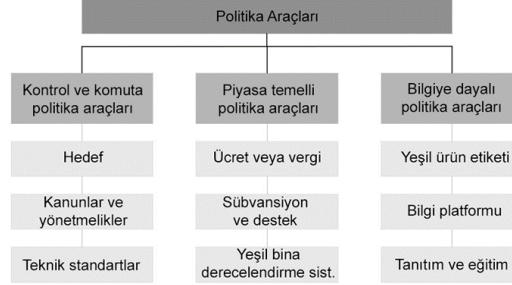 Politika Araçları
Kontrol ve komuta
politika araçları
Hedef
Kanunlar ve
yönetmelikler
Teknik standartlar
Piyasa temelli
politika araçları
Ücret veya vergi
Sübvansiyon
ve destek
Yeşil bina
derecelendirme sist.
Bilgiye dayalı
politika araçları
Yeşil ürün etiketi
Bilgi platformu
Tanıtım ve eğitim